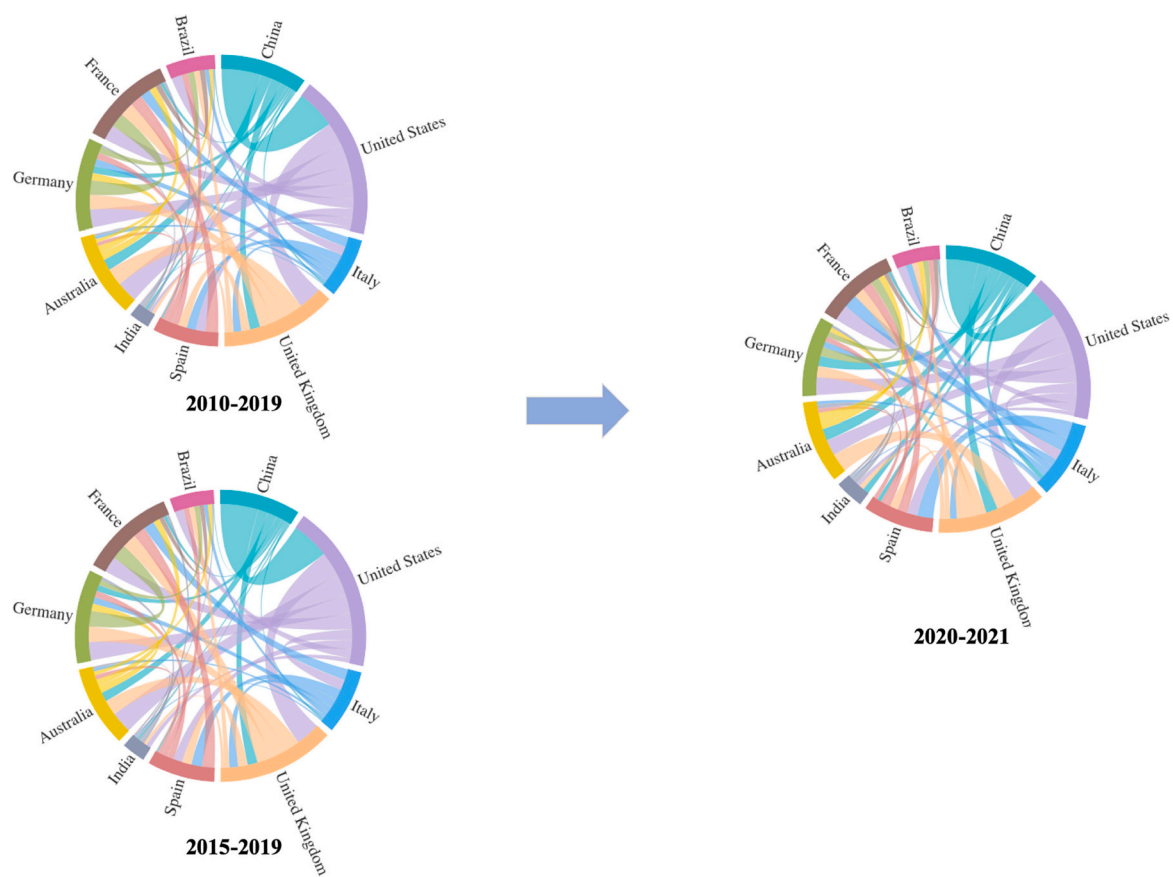 Brazil
China
France
United States
Germany
Australia
Italy
India
Spain
United Kingdom
2010-2019
Brazil
China
France
United States
Germany
Australia
Italy
India
Spain
United Kingdom
2015-2019
Brazil
China
France
United States
Germany
Australia
Italy
India
Spain
United Kingdom
2020-2021